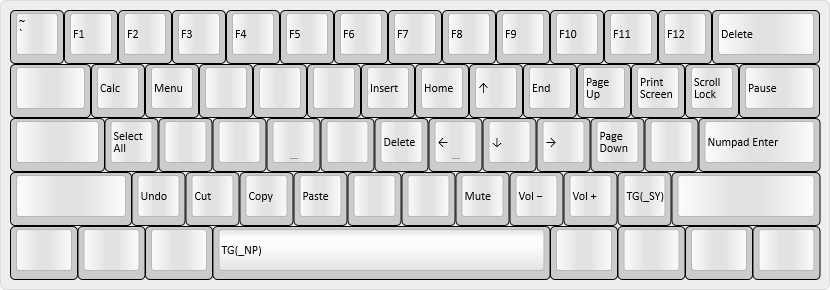 ~
`
F1 F2 F3 F4 F5 F6 F7 F8 F9 F10 F11 F12 Delete
Calc Menu Insert Home ↑ End Page Up Print Screen Scroll Lock Pause
Select All _ Delete ← _ ↓ → Page Down Numpad Enter
Undo Cut Copy Paste Mute Vol − Vol + TG(_SY)
TG(_NP)